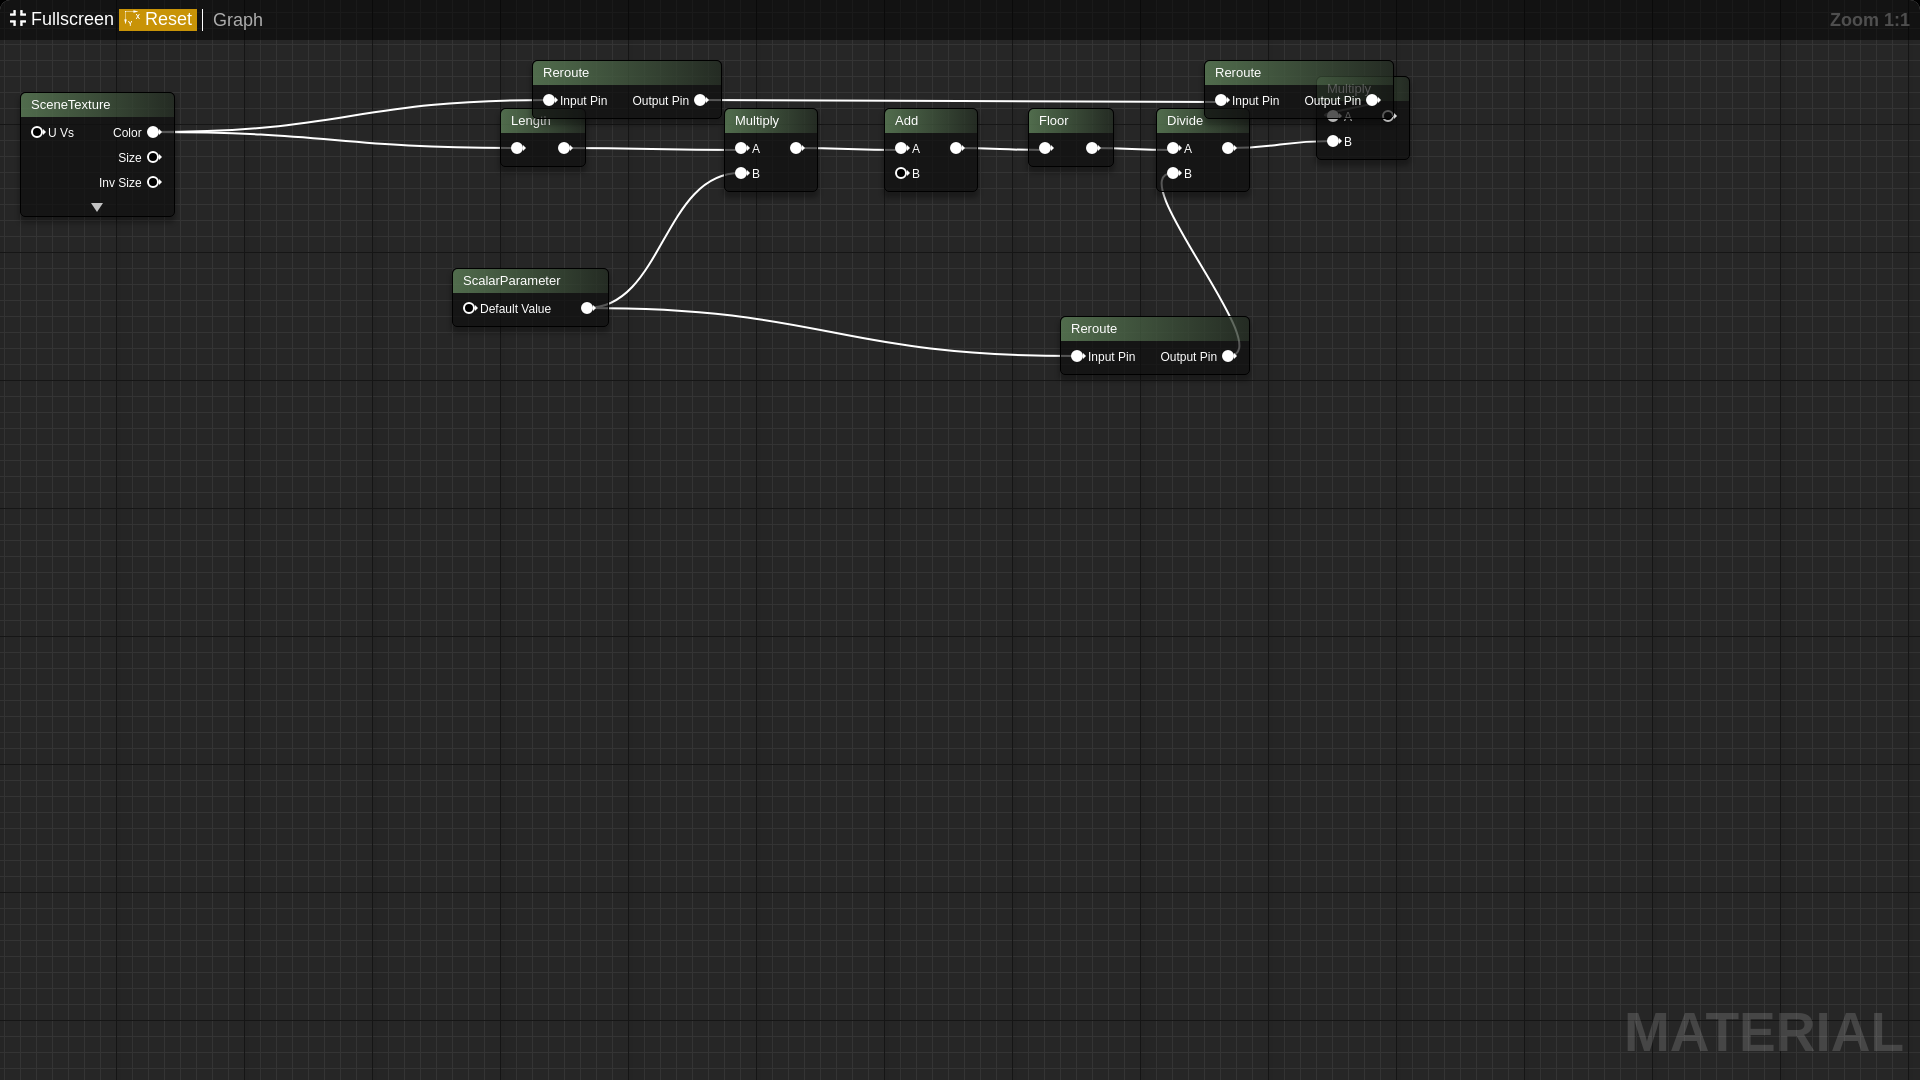 Fullscreen Reset Graph Zoom 1:1
SceneTexture
U Vs Color
Size
Inv Size
Reroute
Input Pin Output Pin
Length
Multiply
A
B
Add
A
B
Floor
Divide
A
B
Reroute
Input Pin Output Pin
Multiply
A
B
ScalarParameter
Default Value
Reroute
Input Pin Output Pin
MATERIAL